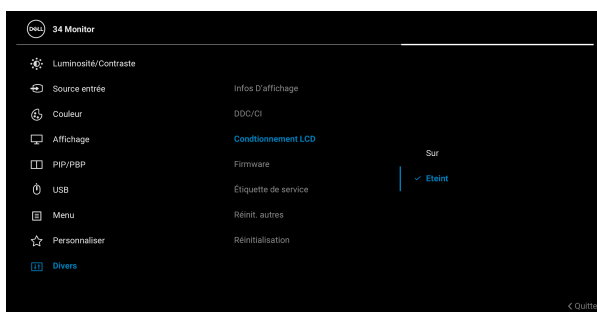 DELL 34 Monitor
Luminosité/Contraste
Source entrée
Infos D'affichage
Couleur
DDC/CI
Affichage
Condtionnement LCD
Sur
PIP/PBP
Firmware
Eteint
USB
Étiquette de service
Menu
Réinit. autres
Personnaliser
Réinitialisation
Divers
Quitte